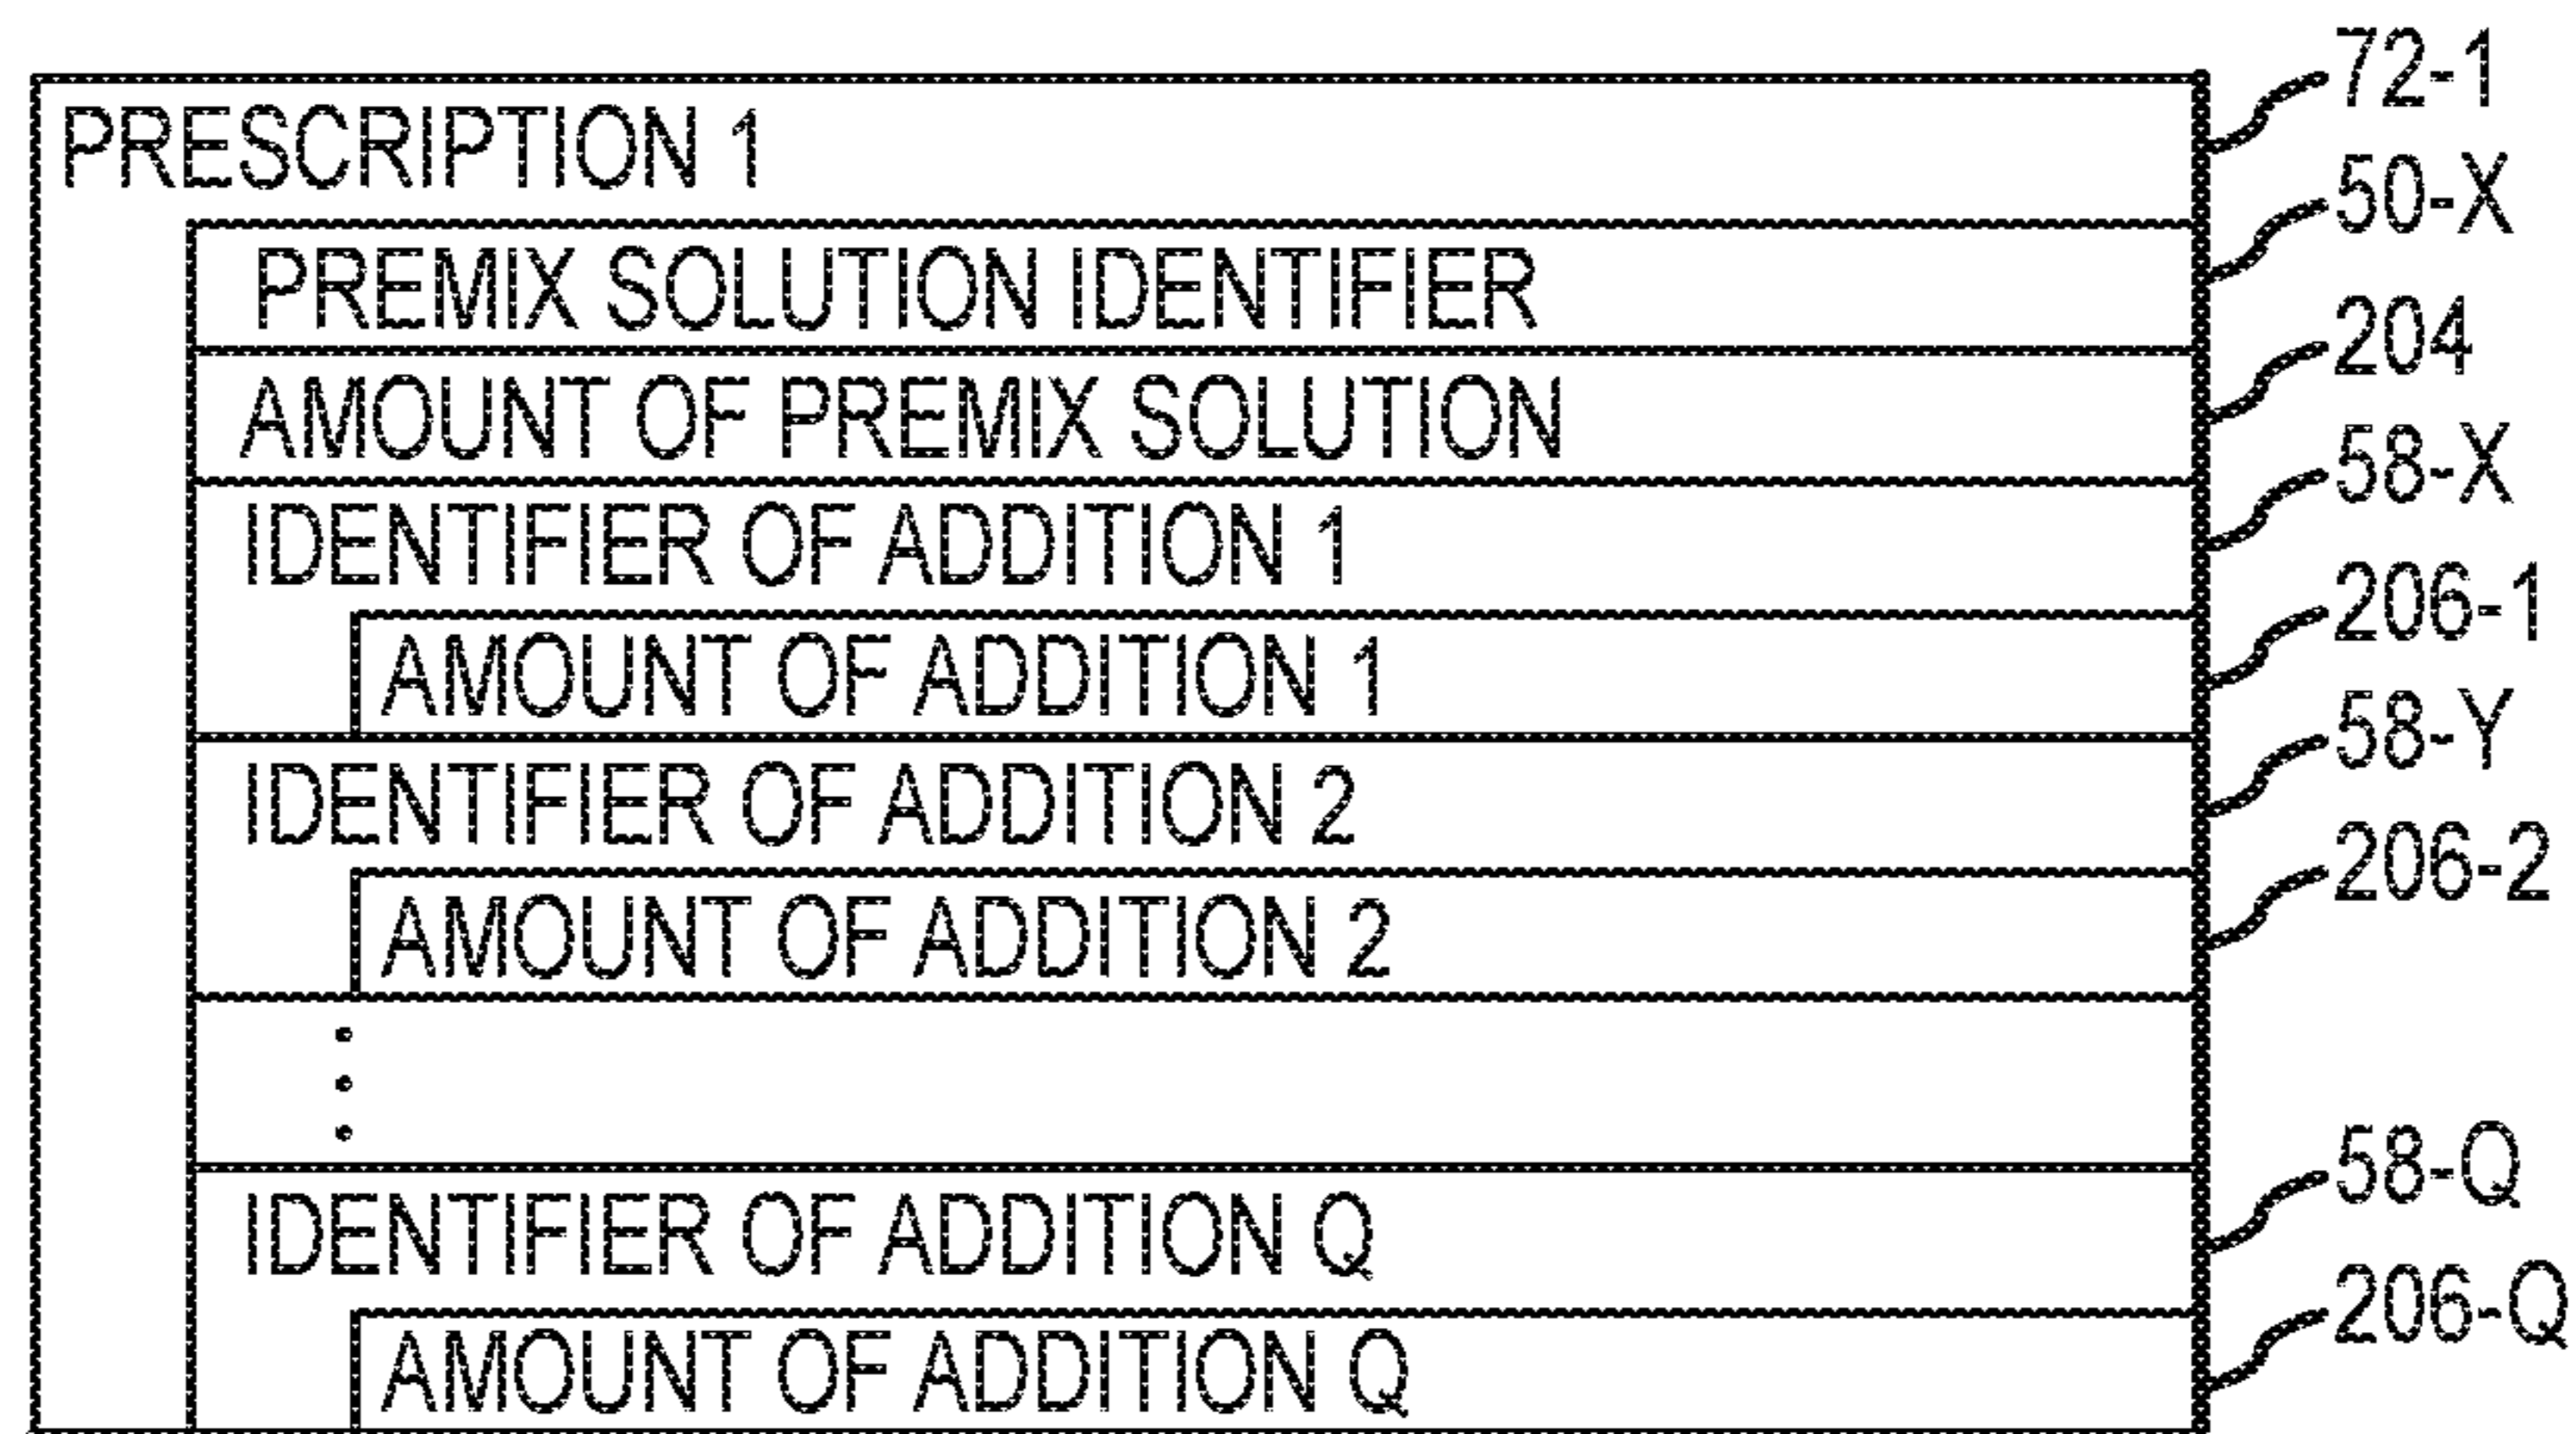 PRESCRIPTION 1 72-1
PREMIX SOLUTION IDENTIFIER 50-X
AMOUNT OF PREMIX SOLUTION 204
IDENTIFIER OF ADDITION 1 58-X
AMOUNT OF ADDITION 1 206-1
IDENTIFIER OF ADDITION 2 58-Y
AMOUNT OF ADDITION 2 206-2
IDENTIFIER OF ADDITION Q 58-Q
AMOUNT OF ADDITION Q 206-Q